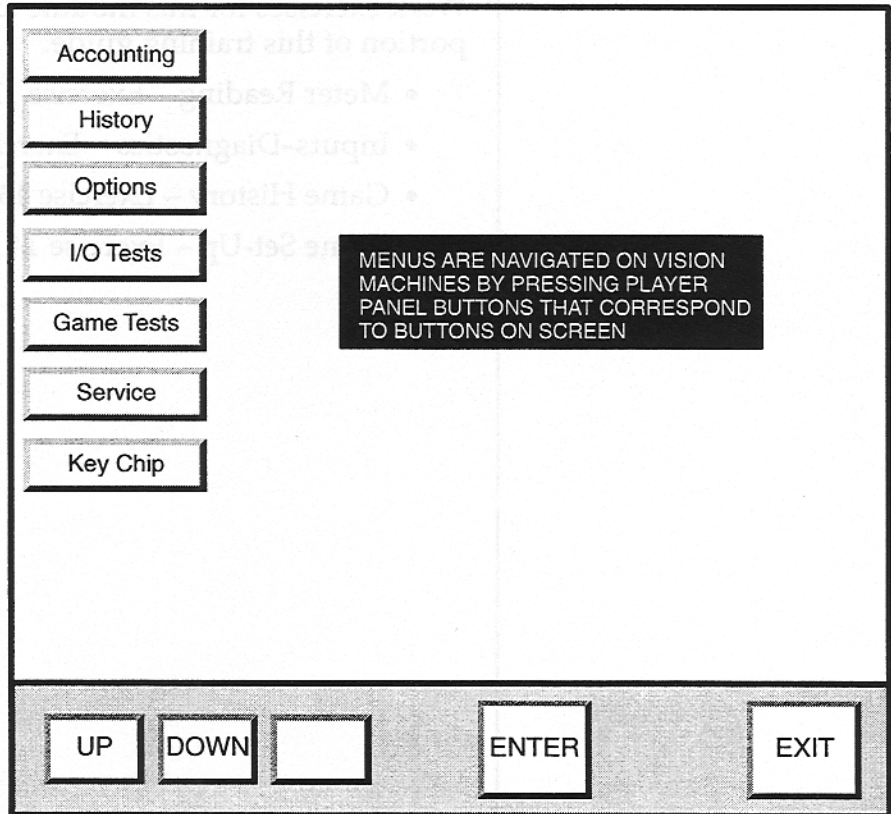 Accounting
History
Options
I/O Tests
Game Tests
Service
Key Chip
MENUS ARE NAVIGATED ON VISION
MACHINES BY PRESSING PLAYER
PANEL BUTTONS THAT CORRESPOND
TO BUTTONS ON SCREEN
UP
DOWN
ENTER
EXIT
portion of this training
• Meter Reading
• Game History